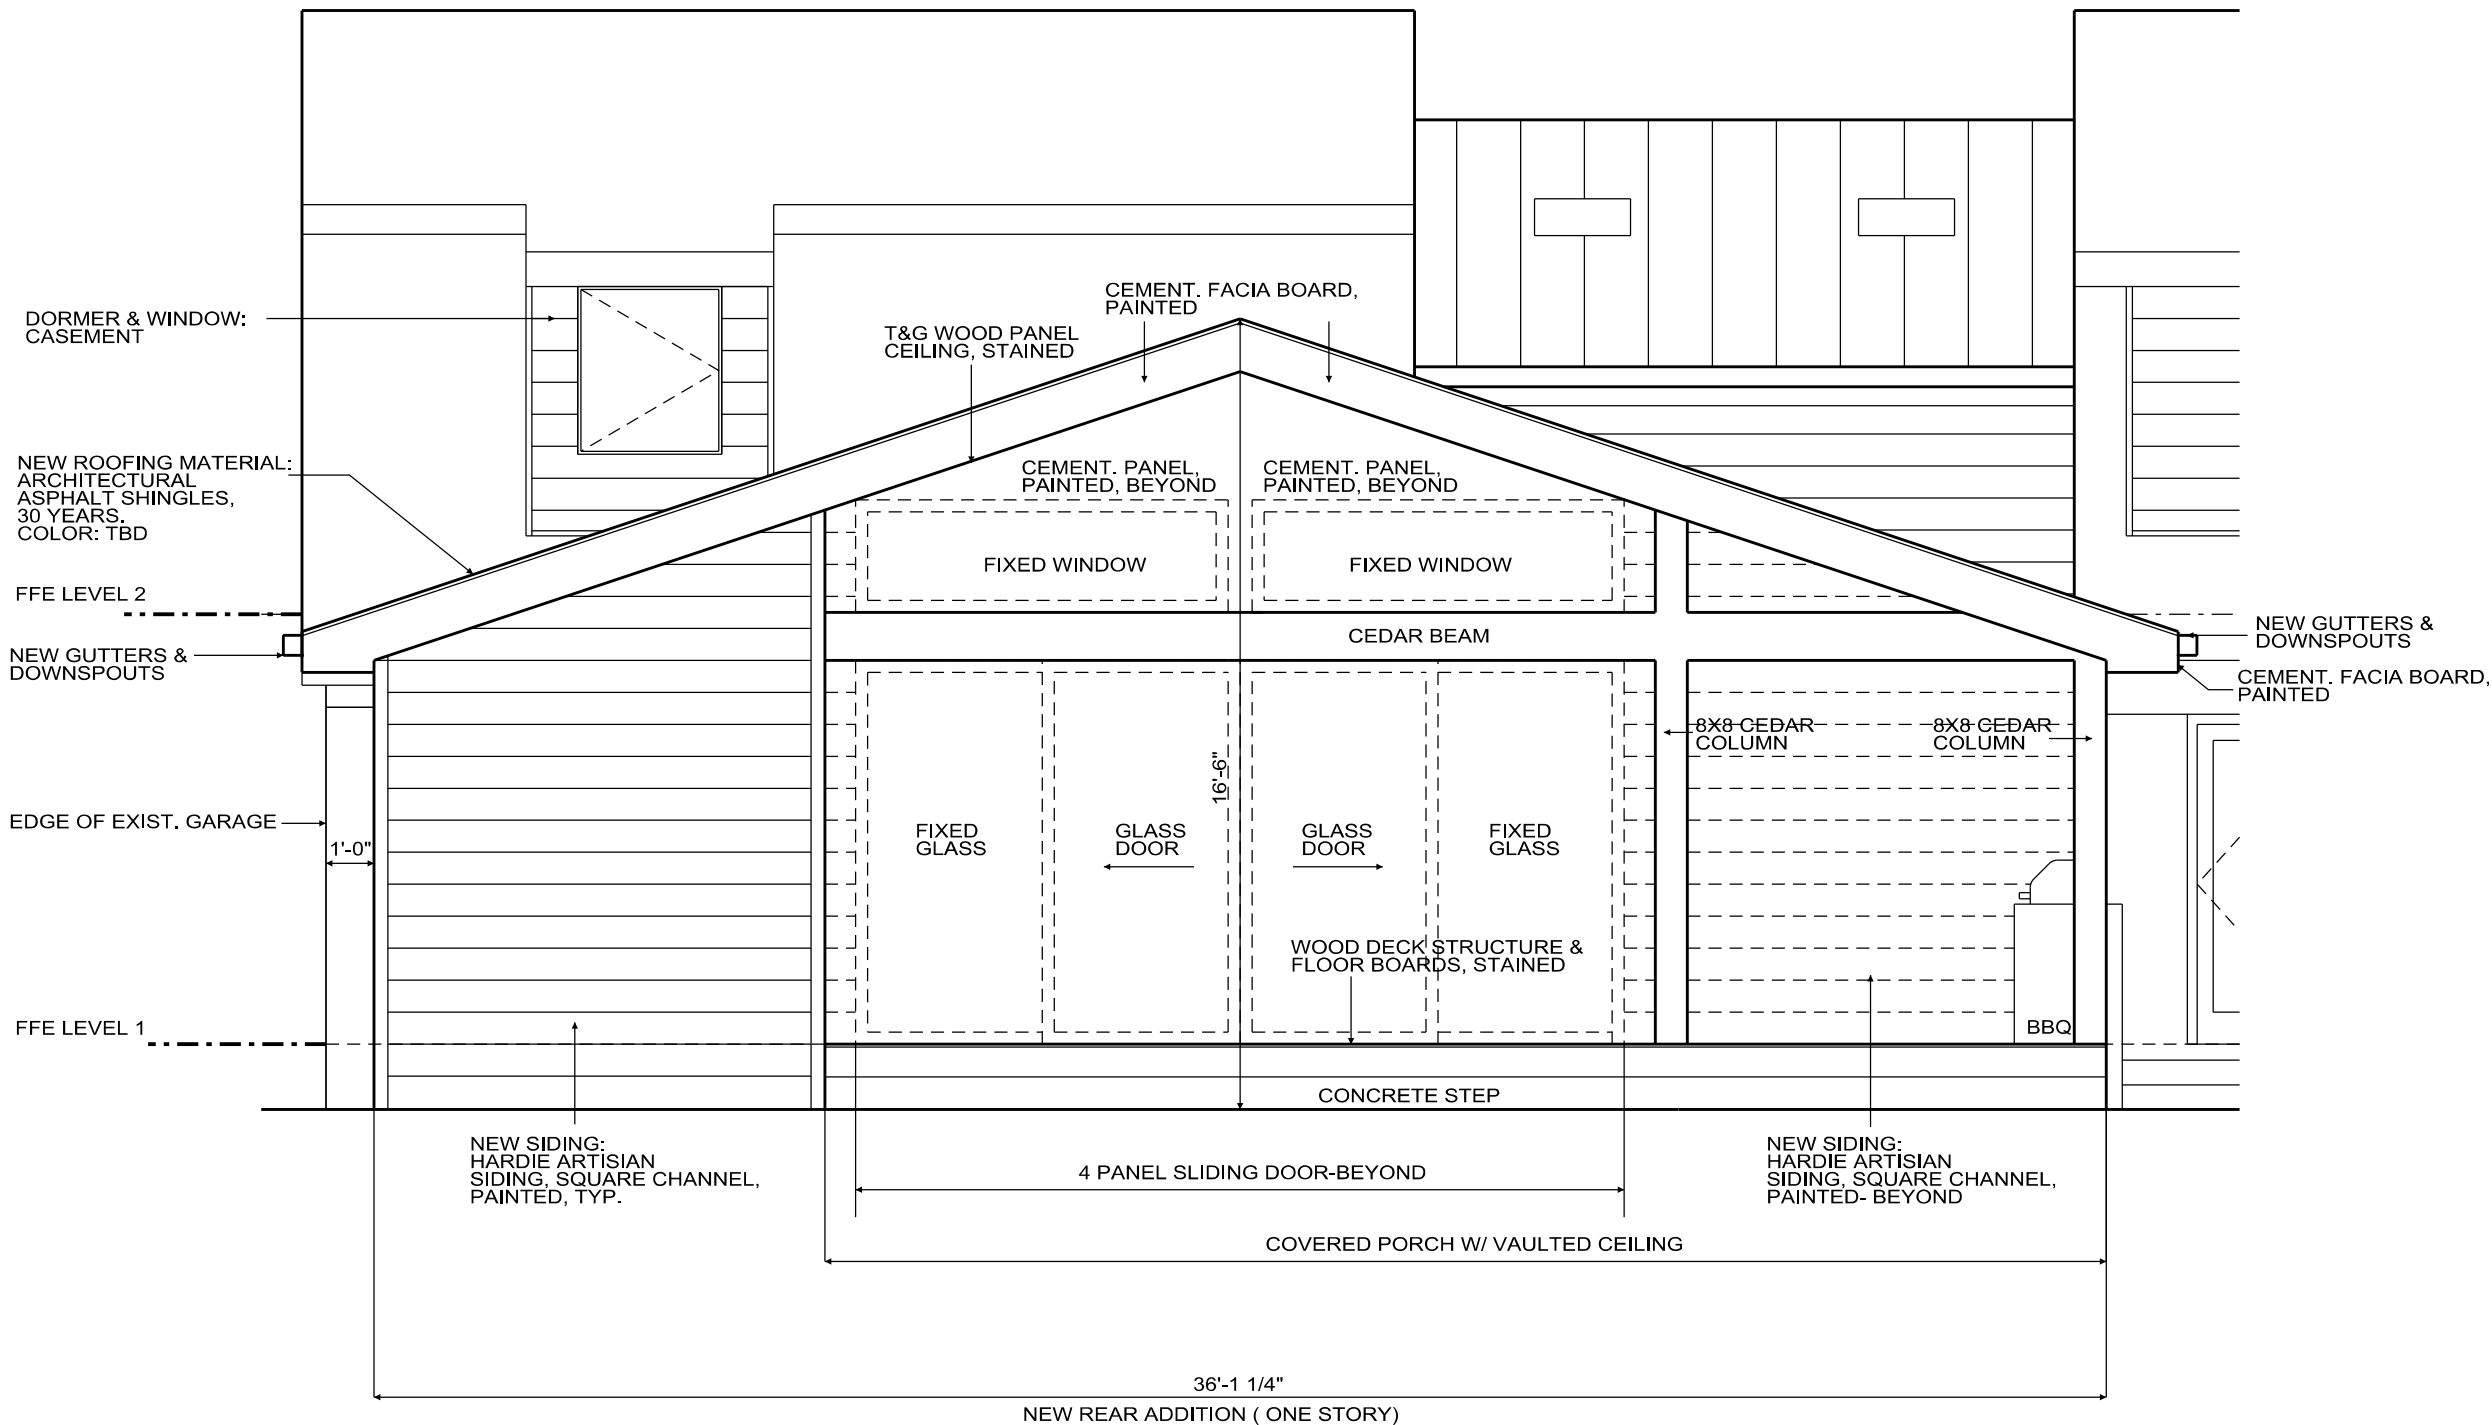 CEMENT. FACIA BOARD,
PAINTED
DORMER & WINDOW:
CASEMENT
T&G WOOD PANEL
CEILING, STAINED
NEW ROOFING MATERIAL:
ARCHITECTURAL
ASPHALT SHINGLES,
30 YEARS.
COLOR: TBD
CEMENT. PANEL,
PAINTED, BEYOND
CEMENT. PANEL,
PAINTED, BEYOND
FIXED WINDOW
FIXED WINDOW
FFE LEVEL 2
NEW GUTTERS &
DOWNSPOUTS
CEDAR BEAM
NEW GUTTERS &
DOWNSPOUTS
CEMENT. FACIA BOARD,
PAINTED
8X8 CEDAR
COLUMN
8X8 CEDAR
COLUMN
16'-6"
EDGE OF EXIST. GARAGE
1'-0"
FIXED
GLASS
GLASS
DOOR
GLASS
DOOR
FIXED
GLASS
WOOD DECK STRUCTURE &
FLOOR BOARDS, STAINED
FFE LEVEL 1
BBQ
CONCRETE STEP
NEW SIDING:
HARDIE ARTISIAN
SIDING, SQUARE CHANNEL,
PAINTED, TYP.
4 PANEL SLIDING DOOR-BEYOND
NEW SIDING:
HARDIE ARTISIAN
SIDING, SQUARE CHANNEL,
PAINTED- BEYOND
COVERED PORCH W/ VAULTED CEILING
36'-1 1/4"
NEW REAR ADDITION ( ONE STORY)